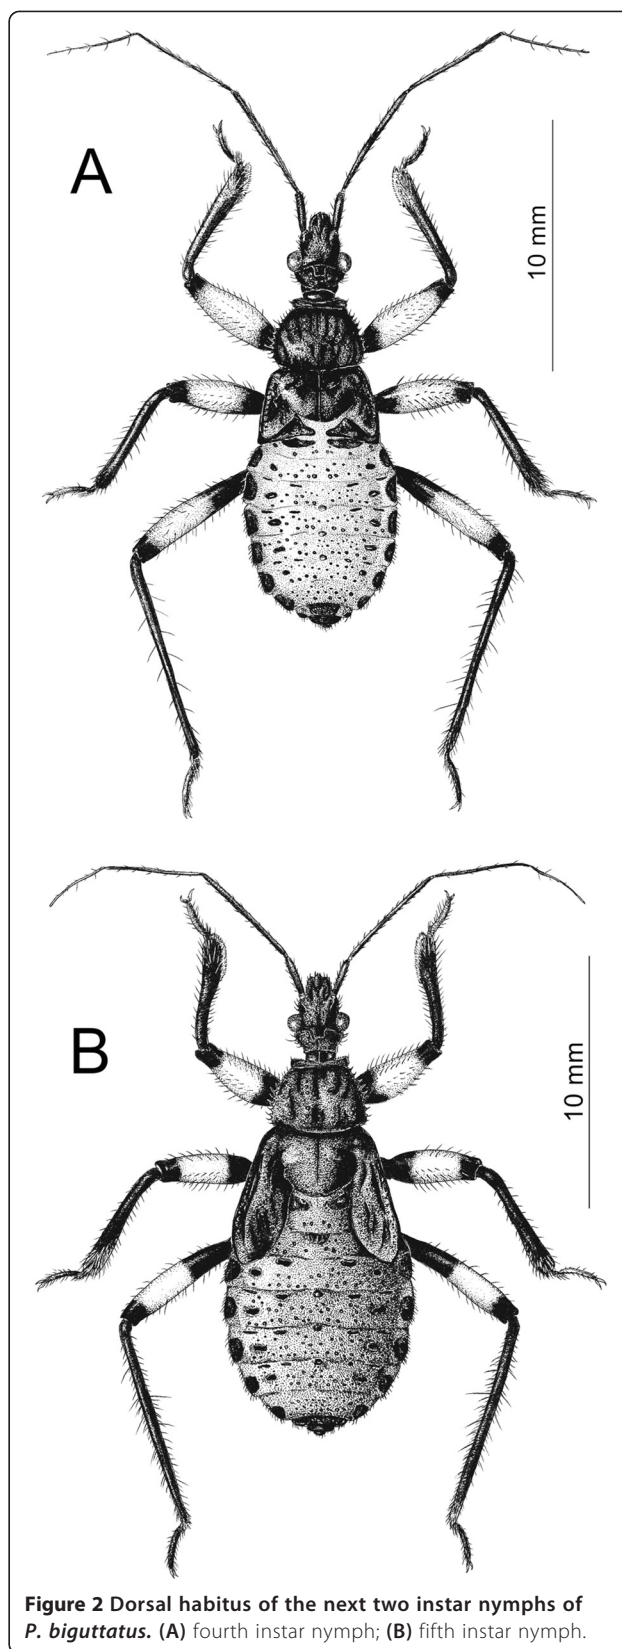 A
10 mm
B
10 mm
Figure 2 Dorsal habitus of the next two instar nymphs of
P. biguttatus. (A) fourth instar nymph; (B) fifth instar nymph.